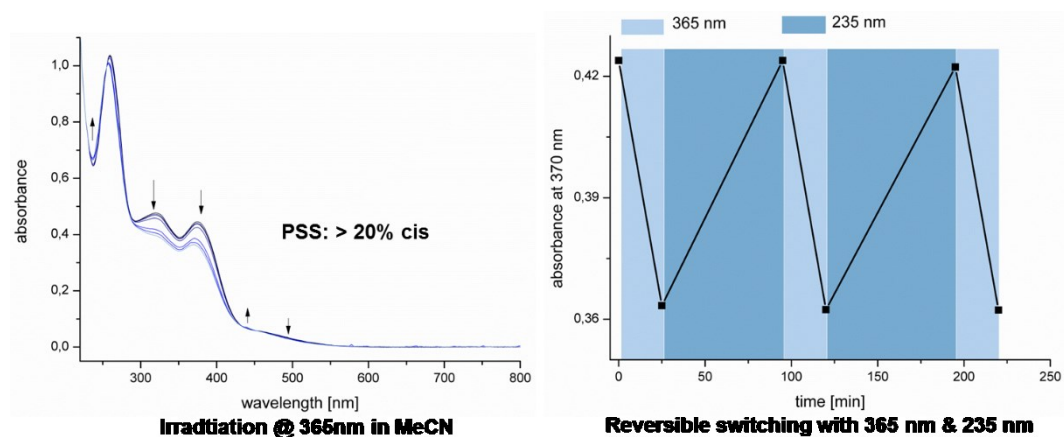 absorbance
1,0
0,8
0,6
0,4
0,2
0,0
300
400
500
600
700
800
wavelength [nm]
PSS: > 20% cis
Irradtiation @ 365nm in MeCN
365 nm
235 nm
absorbance at 370 nm
0,42
0,39
0,36
0
50
100
150
200
250
time [min]
Reversible switching with 365 nm & 235 nm